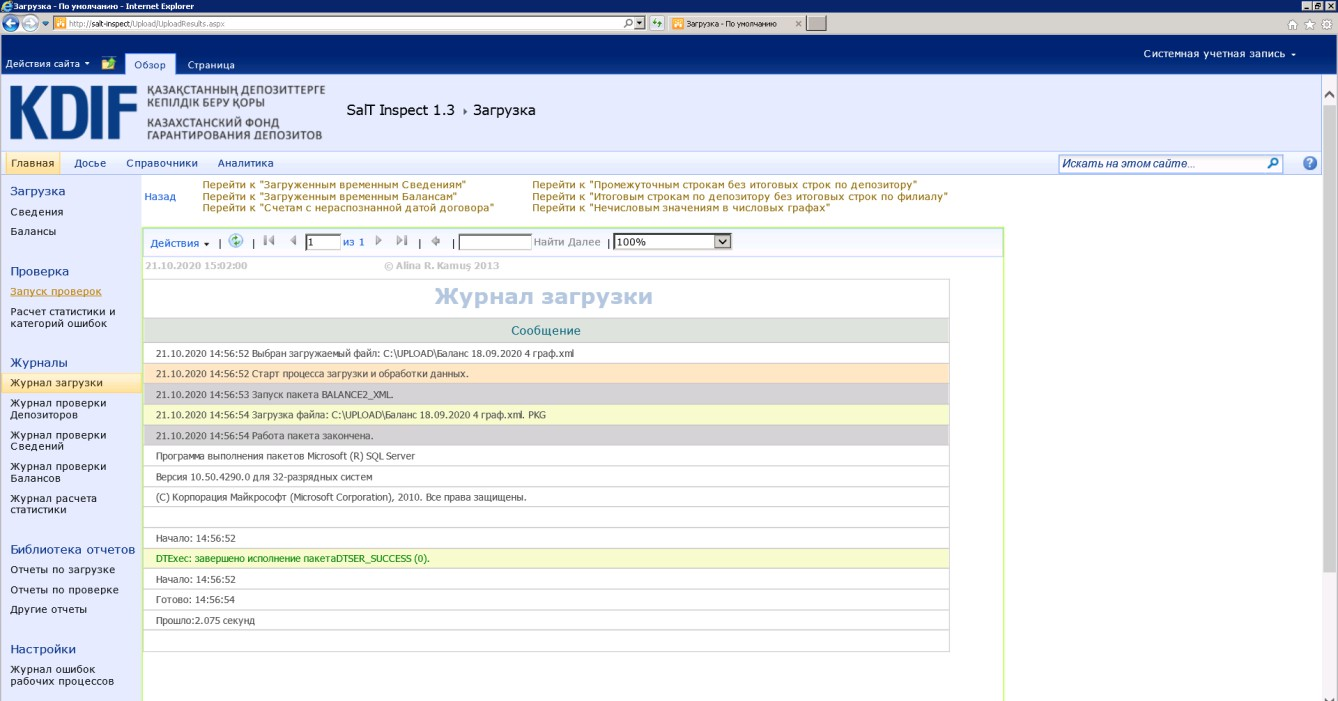 Загрузка - По умолчанию - Internet Explorer
http://salt-inspect/Upload/UploadResults.aspx
Загрузка - По умолчанию
Действия сайта
Обзор
Страница
Системная учетная запись
KDIF
ҚАЗАҚСТАННЫҢ ДЕПОЗИТТЕРГЕ
КЕПІЛДІК БЕРУ ҚОРЫ
КАЗАХСТАНСКИЙ ФОНД
ГАРАНТИРОВАНИЯ ДЕПОЗИТОВ
SalT Inspect 1.3 ▸ Загрузка
Главная Досье Справочники Аналитика
Искать на этом сайте...
Загрузка
Сведения
Балансы
Проверка
Запуск проверок
Расчет статистики и
категорий ошибок
Журналы
Журнал загрузки
Журнал проверки
Депозиторов
Журнал проверки
Сведений
Журнал проверки
Балансов
Журнал расчета
статистики
Библиотека отчетов
Отчеты по загрузке
Отчеты по проверке
Другие отчеты
Настройки
Журнал ошибок
рабочих процессов
Назад
Перейти к "Загруженным временным Сведениям"
Перейти к "Загруженным временным Балансам"
Перейти к "Счетам с нераспознанной датой договора"
Перейти к "Промежуточным строкам без итоговых строк по депозитору"
Перейти к "Итоговым строкам по депозитору без итоговых строк по филиалу"
Перейти к "Нечисловым значениям в числовых графах"
Действия | | 1 из 1 | | Найти Далее | 100%
21.10.2020 15:02:00 © Alina R. Kamuş 2013
Журнал загрузки
Сообщение
21.10.2020 14:56:52 Выбран загружаемый файл: C:\UPLOAD\Баланс 18.09.2020 4 граф.xml
21.10.2020 14:56:52 Старт процесса загрузки и обработки данных.
21.10.2020 14:56:53 Запуск пакета BALANCE2_XML.
21.10.2020 14:56:54 Загрузка файла: C:\UPLOAD\Баланс 18.09.2020 4 граф.xml. PKG
21.10.2020 14:56:54 Работа пакета закончена.
Программа выполнения пакетов Microsoft (R) SQL Server
Версия 10.50.4290.0 для 32-разрядных систем
(C) Корпорация Майкрософт (Microsoft Corporation), 2010. Все права защищены.
Начало: 14:56:52
DTExec: завершено исполнение пакетаDTSER_SUCCESS (0).
Начало: 14:56:52
Готово: 14:56:54
Прошло:2.075 секунд